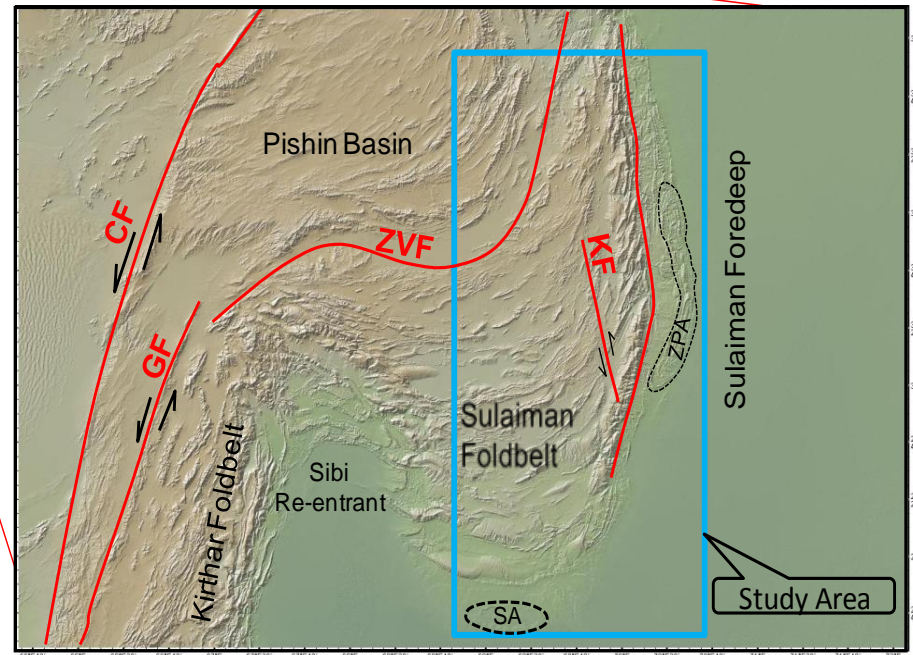 Pishin Basin
CF
ZVF
KF
GF
ZPA
Sulaiman Foredeep
Kirthar Foldbelt
Sulaiman
Foldbelt
Sibi
Re-entrant
SA
Study Area